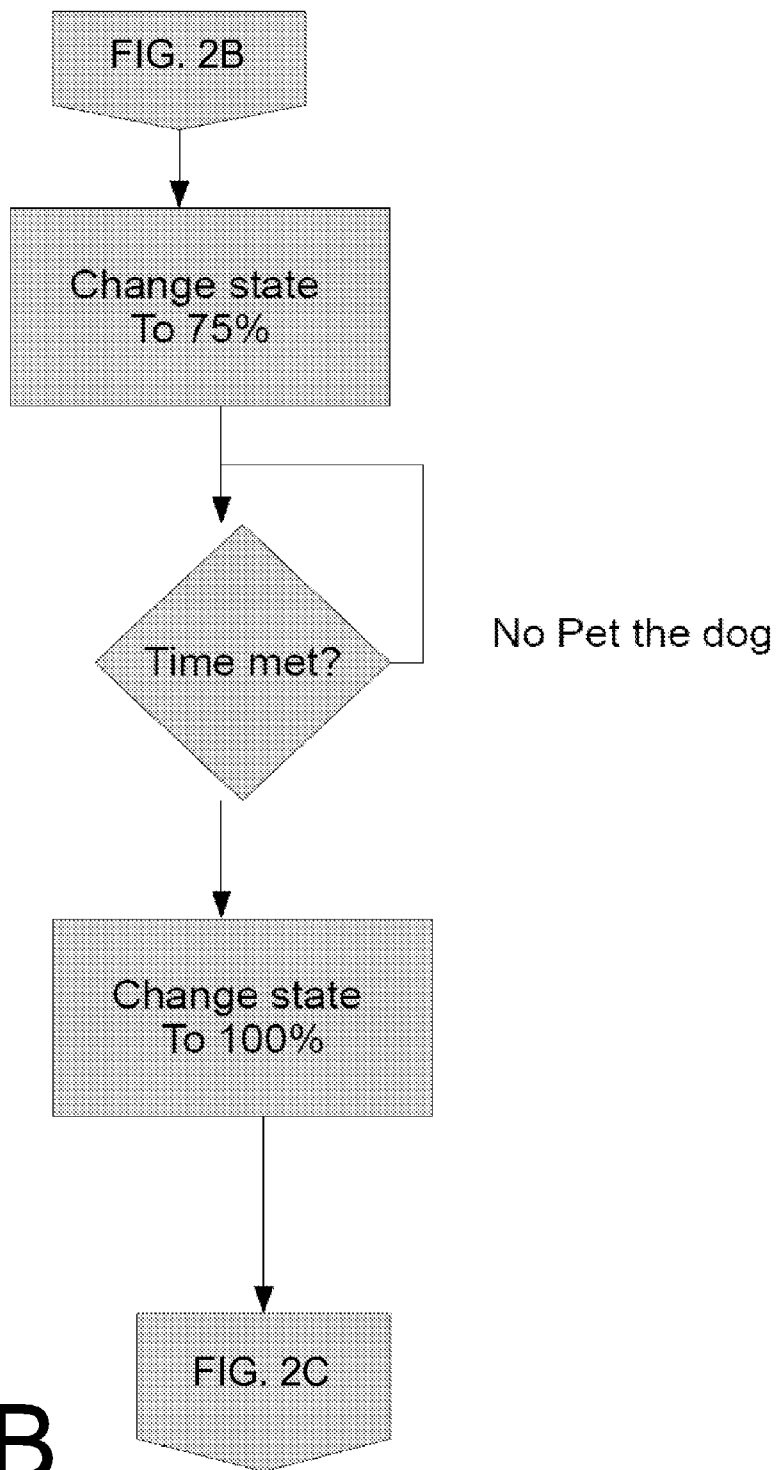 FIG. 2B
Change state
To 75%
Time met?
No Pet the dog
Change state
To 100%
FIG. 2C
B